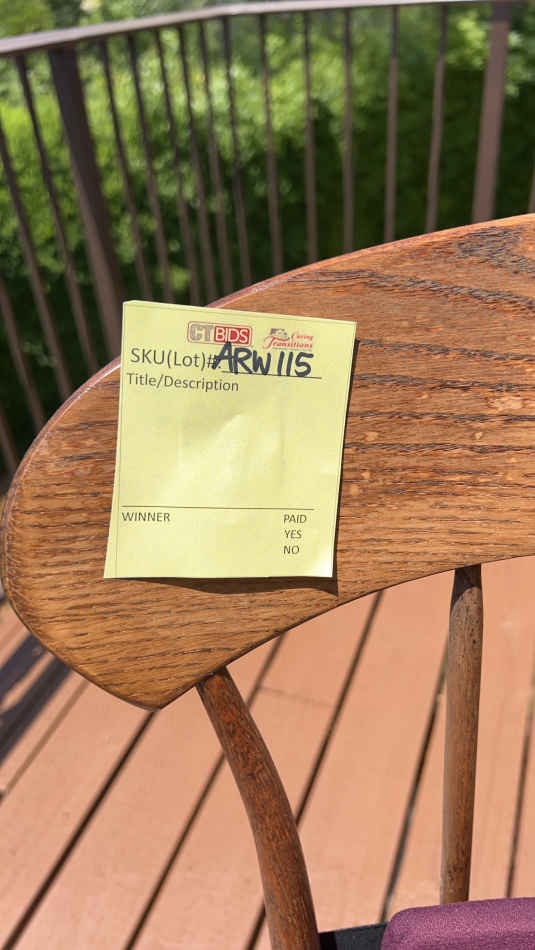 CTBIDS Caring Transitions
SKU(Lot)#: ARW115
Title/Description
WINNER PAID
YES
NO